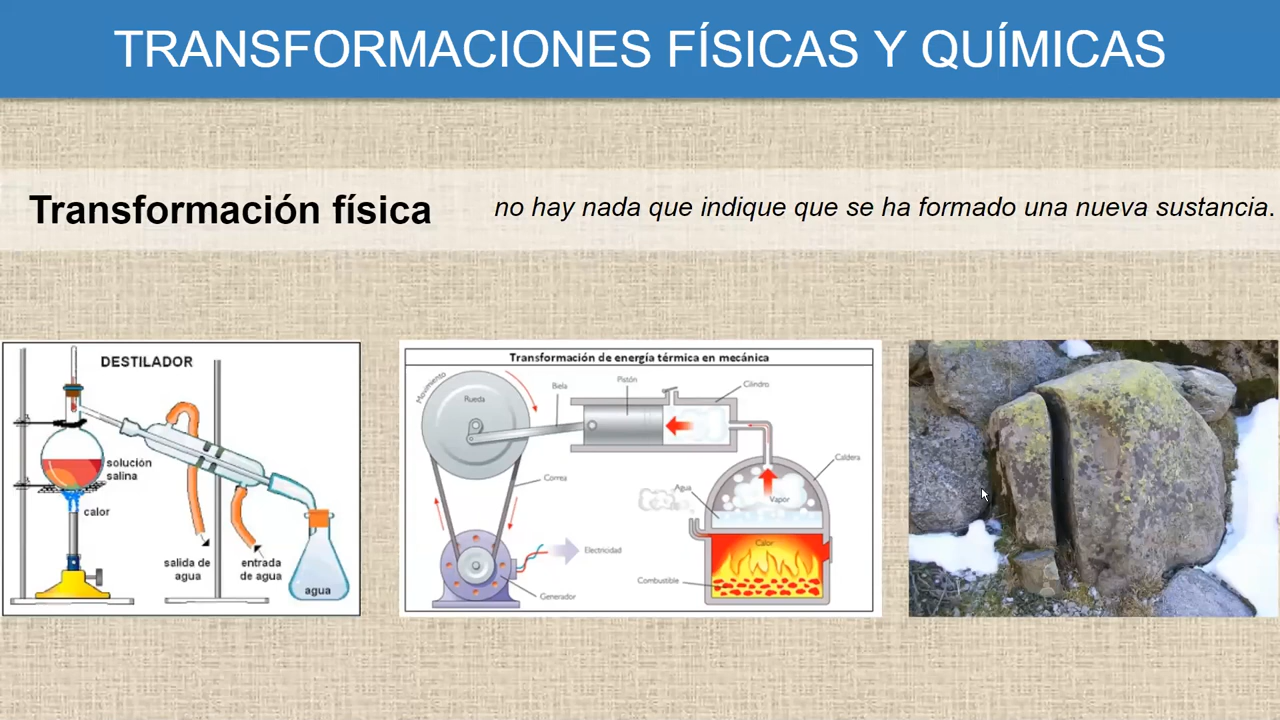 TRANSFORMACIONES FÍSICAS Y QUÍMICAS
Transformación física
no hay nada que indique que se ha formado una nueva sustancia.
DESTILADOR
solución
salina
calor
salida de
agua
entrada
de agua
agua
Transformación de energía térmica en mecánica
Movimiento
Rueda
Biela
Pistón
Cilindro
Caldera
Agua
Vapor
Correa
Calor
Electricidad
Combustible
Generador